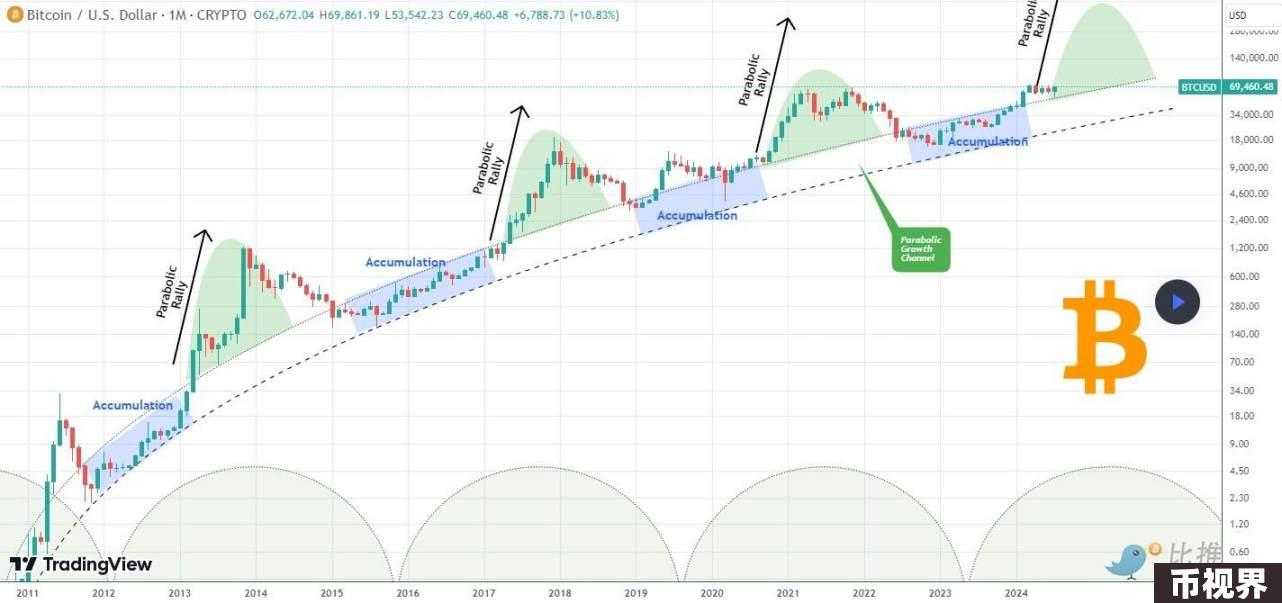 Bitcoin / U.S. Dollar · 1M · CRYPTO O62,672.04 H69,861.19 L53,542.23 C69,460.48 +6,788.73 (+10.83%)
USD
280,000.00
140,000.00
BTCUSD 69,460.48
34,000.00
18,000.00
9,000.00
4,600.00
2,400.00
1,200.00
600.00
280.00
140.00
70.00
34.00
18.00
9.00
4.50
2.30
1.20
0.60
Parabolic
Rally
Parabolic
Rally
Parabolic
Rally
Parabolic
Rally
Accumulation
Accumulation
Accumulation
Accumulation
Parabolic
Growth
Channel
TradingView
比推
币视界
2011 2012 2013 2014 2015 2016 2017 2018 2019 2020 2021 2022 2023 2024